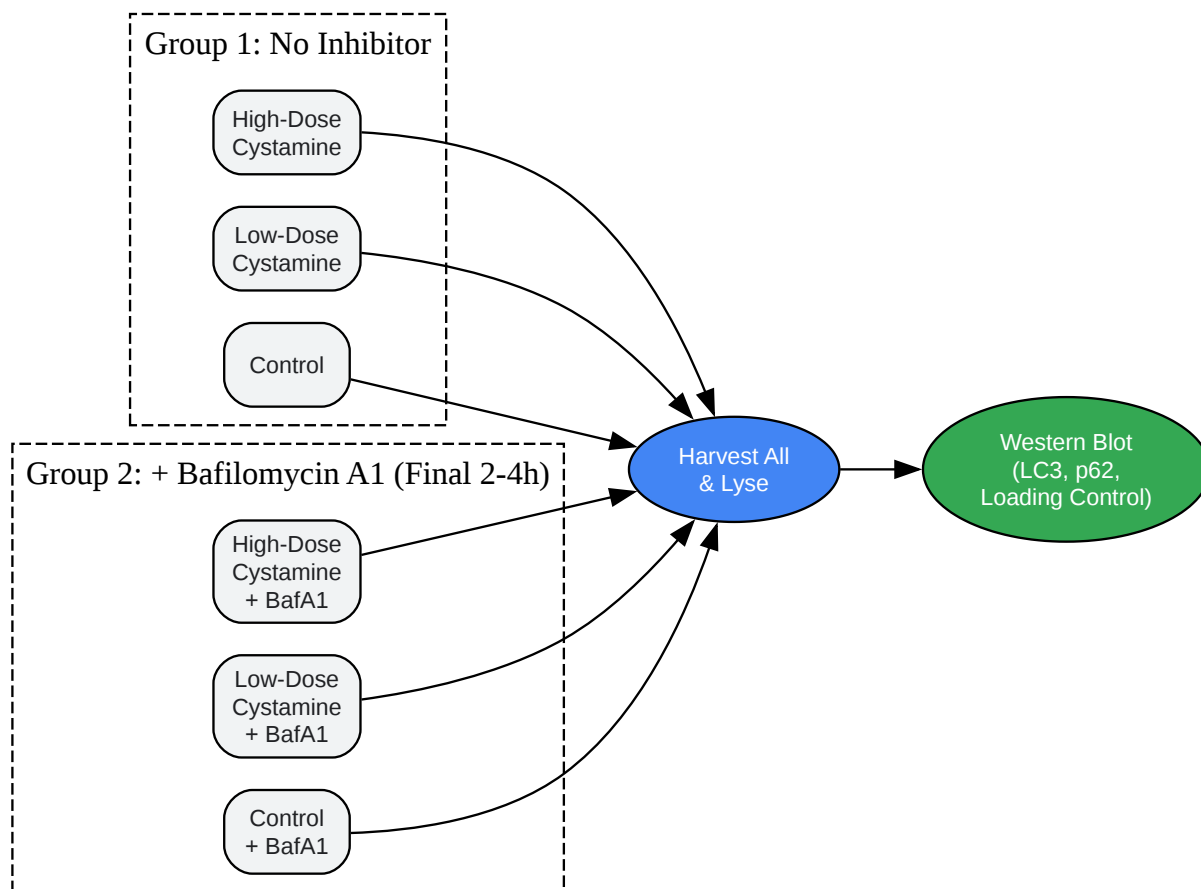 Group 1: No Inhibitor
High-Dose
Cystamine
Low-Dose
Cystamine
Control
Group 2: + Bafilomycin A1 (Final 2-4h)
High-Dose
Cystamine
+ BafA1
Low-Dose
Cystamine
+ BafA1
Control
+ BafA1
Harvest All
& Lyse
Western Blot
(LC3, p62,
Loading Control)